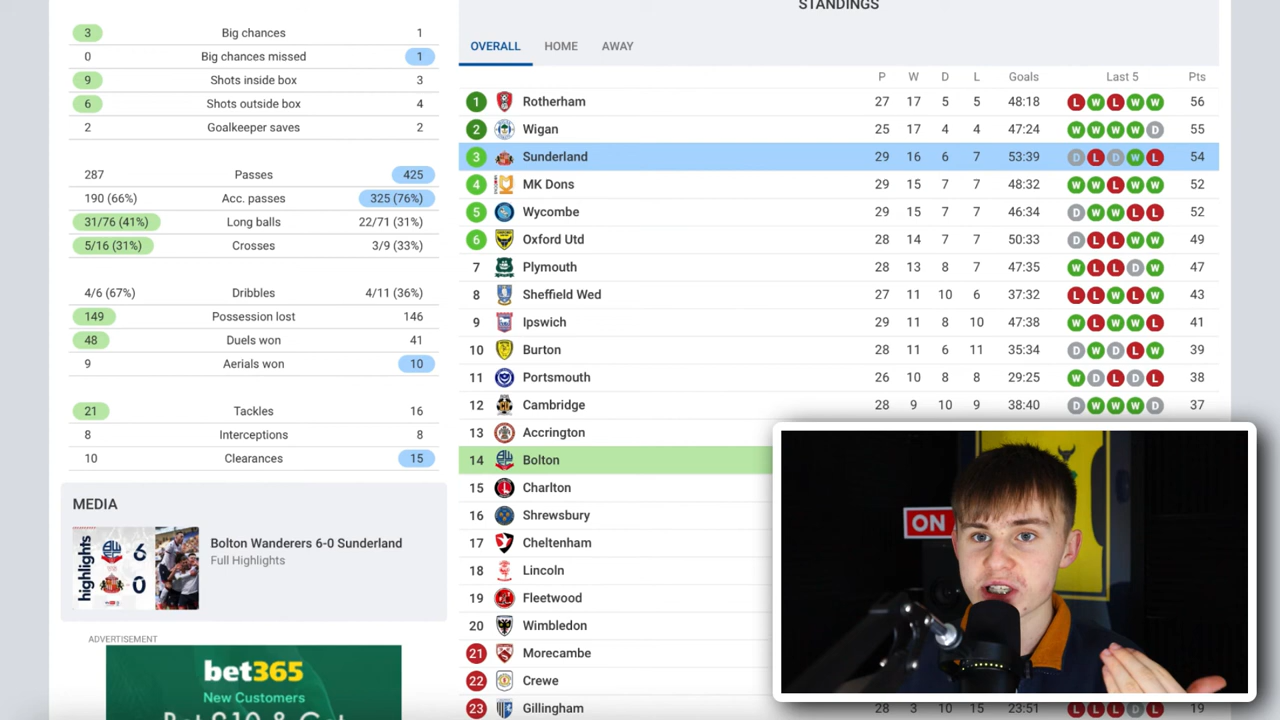 STANDINGS
3 Big chances 1
0 Big chances missed 1
9 Shots inside box 3
6 Shots outside box 4
2 Goalkeeper saves 2
287 Passes 425
190 (66%) Acc. passes 325 (76%)
31/76 (41%) Long balls 22/71 (31%)
5/16 (31%) Crosses 3/9 (33%)
4/6 (67%) Dribbles 4/11 (36%)
149 Possession lost 146
48 Duels won 41
9 Aerials won 10
21 Tackles 16
8 Interceptions 8
10 Clearances 15
MEDIA
highlights
6
0
Bolton Wanderers 6-0 Sunderland
Full Highlights
ADVERTISEMENT
bet365
New Customers
Bet £10 & Get
OVERALL HOME AWAY
P W D L Goals Last 5 Pts
1 Rotherham 27 17 5 5 48:18 L W L W W 56
2 Wigan 25 17 4 4 47:24 W W W W D 55
3 Sunderland 29 16 6 7 53:39 D L D W L 54
4 MK Dons 29 15 7 7 48:32 W W L W W 52
5 Wycombe 29 15 7 7 46:34 D W W L L 52
6 Oxford Utd 28 14 7 7 50:33 D L L W W 49
7 Plymouth 28 13 8 7 47:35 W L L D W 47
8 Sheffield Wed 27 11 10 6 37:32 L L W L W 43
9 Ipswich 29 11 8 10 47:38 W L W W L 41
10 Burton 28 11 6 11 35:34 D W D L W 39
11 Portsmouth 26 10 8 8 29:25 W D L D L 38
12 Cambridge 28 9 10 9 38:40 D W W W D 37
13 Accrington
14 Bolton
15 Charlton
16 Shrewsbury
17 Cheltenham
18 Lincoln
19 Fleetwood
20 Wimbledon
21 Morecambe
22 Crewe
23 Gillingham 28 3 10 15 23:51 L L L D L 19
ON